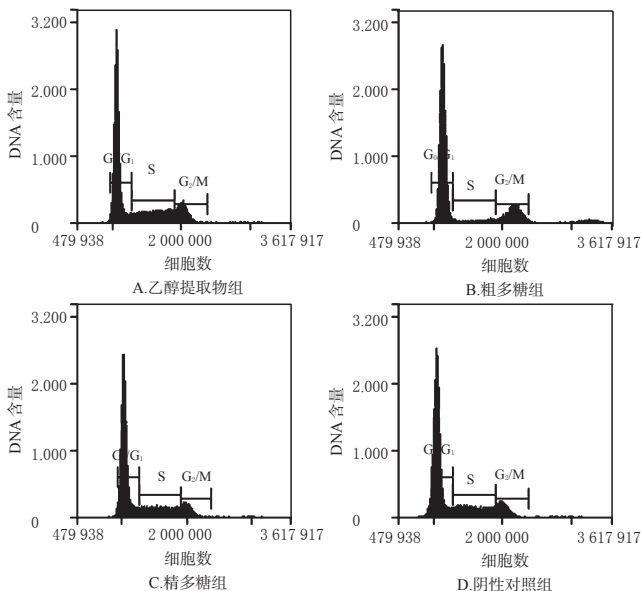 3.200
2.000
1.000
0
DNA 含量
G₀/G₁
S
G₂/M
479 938
2 000 000
3 617 917
细胞数
A.乙醇提取物组
3.200
2.000
1.000
0
DNA 含量
G₀/G₁
S
G₂/M
479 938
2 000 000
3 617 917
细胞数
B.粗多糖组
3.200
2.000
1.000
0
DNA 含量
G /G₁
S
G₂/M
479 938
2 000 000
3 617 917
细胞数
C.精多糖组
3.200
2.000
1.000
0
DNA 含量
G₀/G₁
S
G₂/M
479 938
2 000 000
3 617 917
细胞数
D.阴性对照组